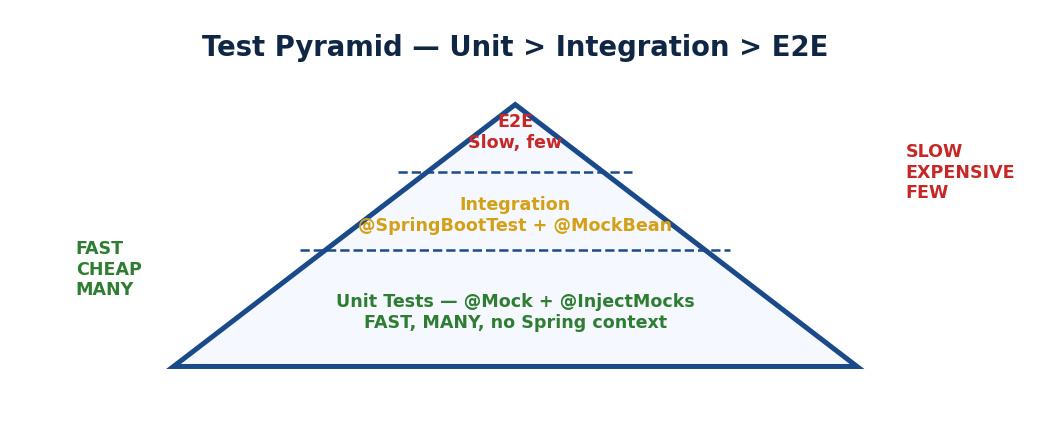 Test Pyramid — Unit > Integration > E2E
E2E
Slow, few
SLOW
EXPENSIVE
FEW
Integration
@SpringBootTest + @MockBean
FAST
CHEAP
MANY
Unit Tests — @Mock + @InjectMocks
FAST, MANY, no Spring context